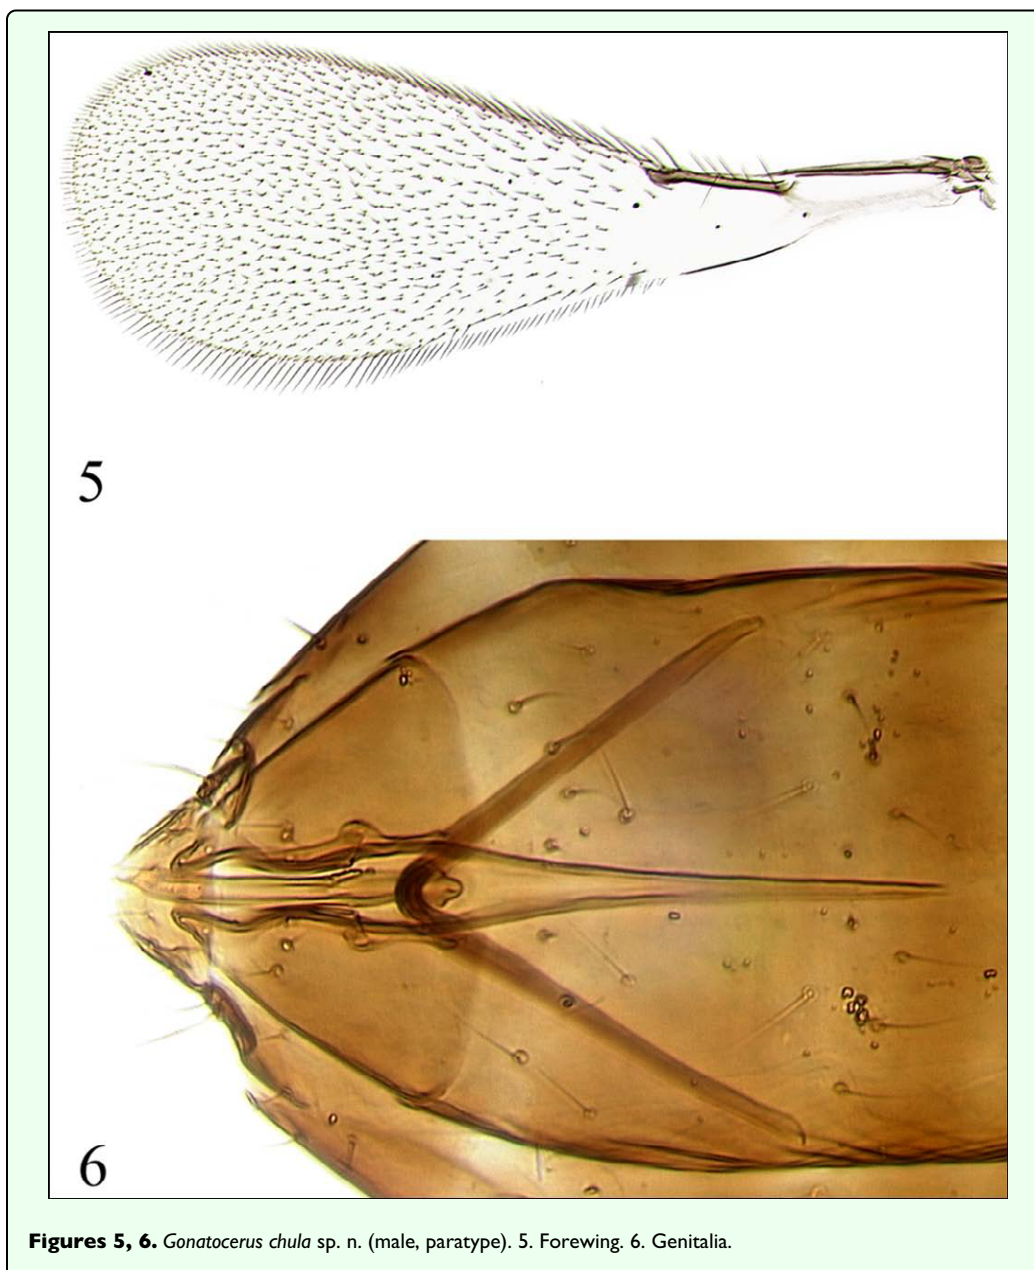 5
6
Figures 5, 6. Gonatocerus chula sp. n. (male, paratype). 5. Forewing. 6. Genitalia.